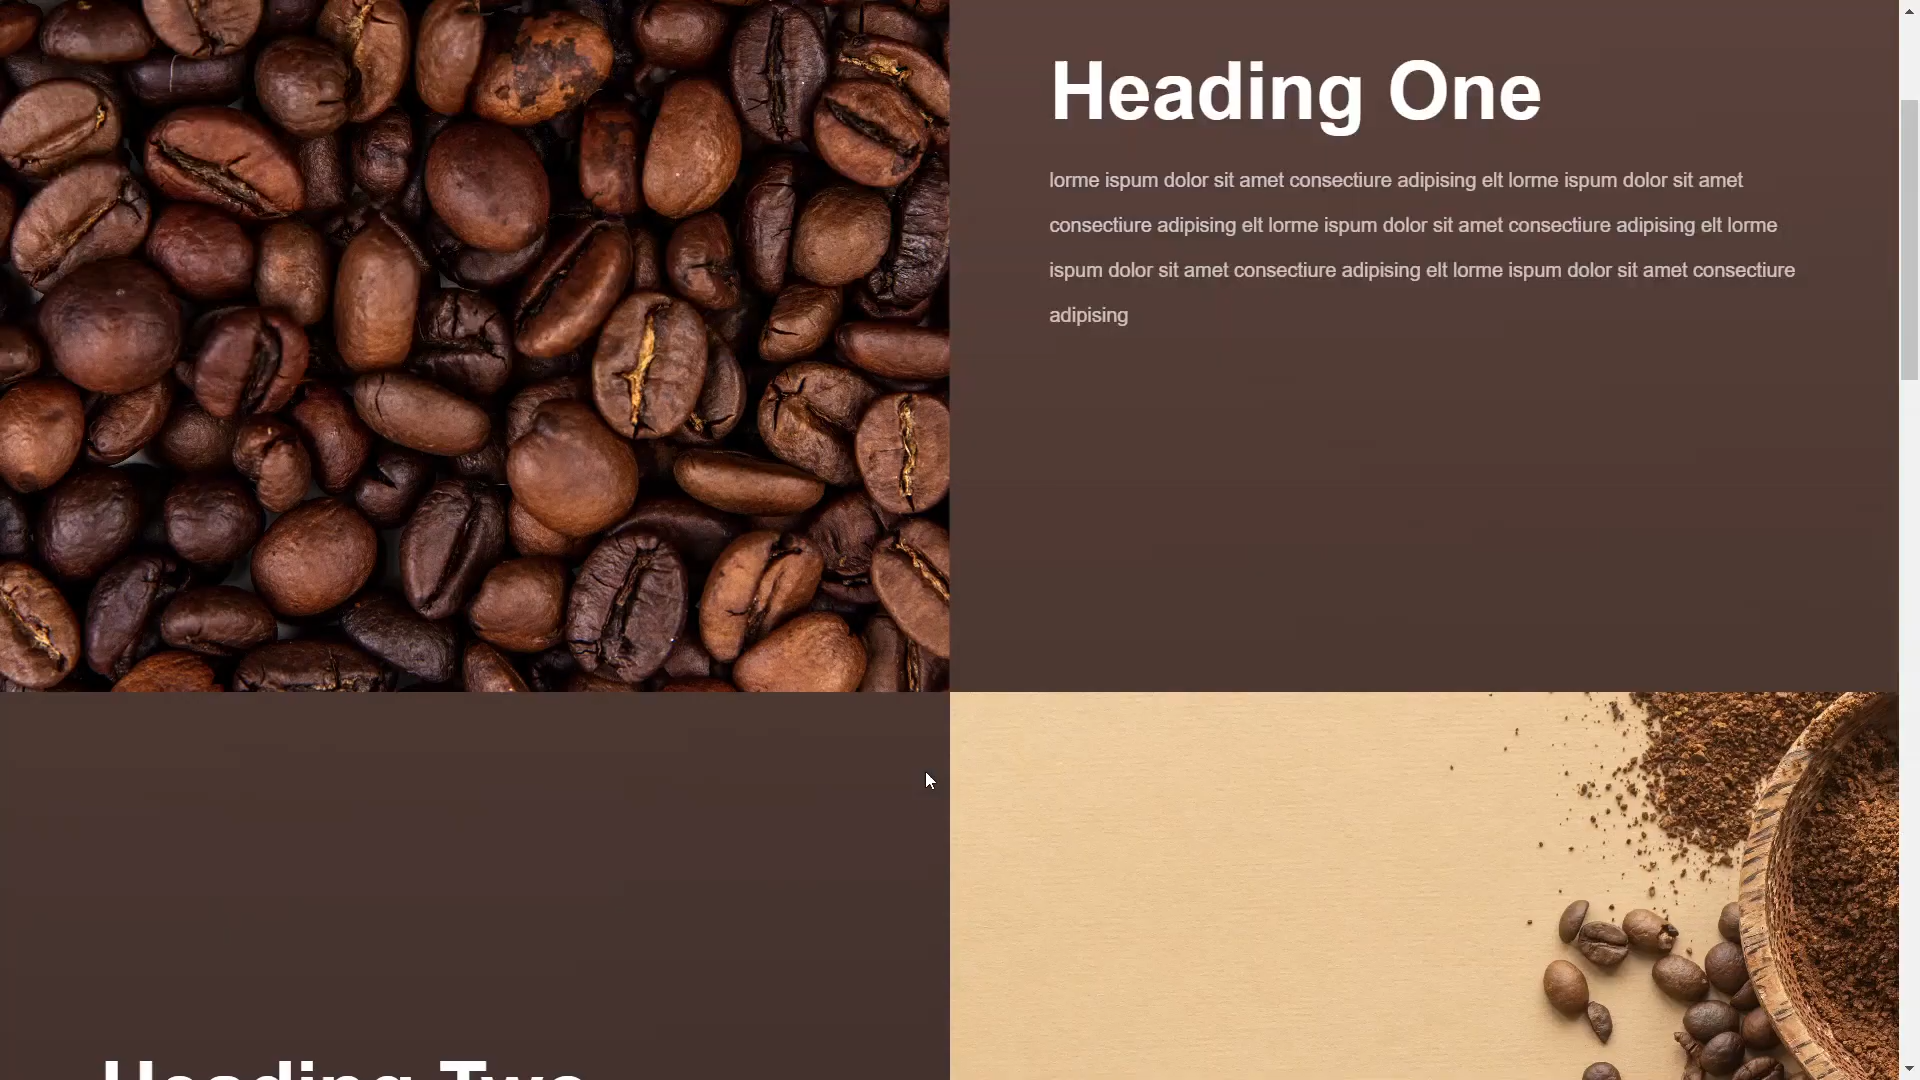 Heading One
lorme ispum dolor sit amet consectiure adipising elt lorme ispum dolor sit amet
consectiure adipising elt lorme ispum dolor sit amet consectiure adipising elt lorme
ispum dolor sit amet consectiure adipising elt lorme ispum dolor sit amet consectiure
adipising
Heading Two